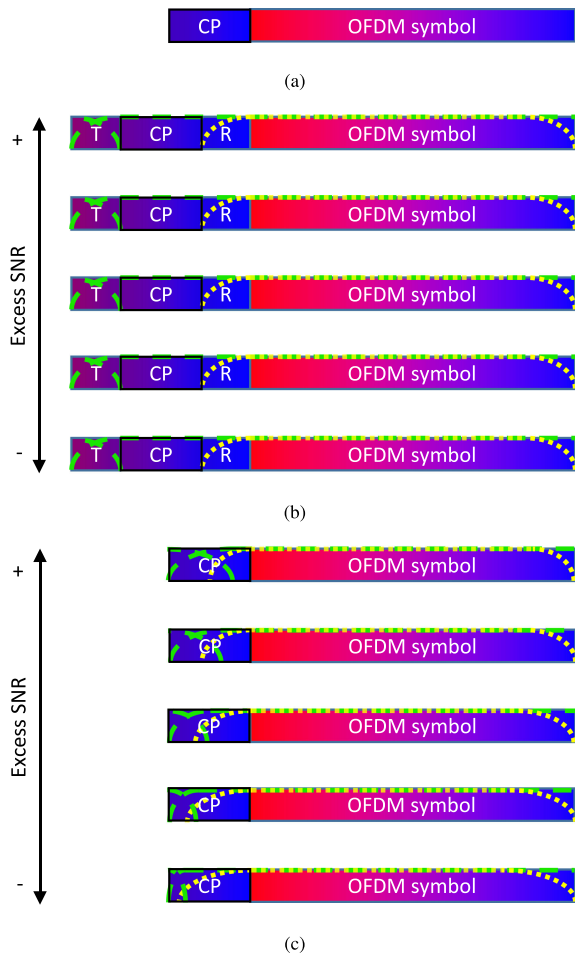 CP OFDM symbol
(a)
+
T CP R OFDM symbol
T CP R OFDM symbol
Excess SNR
T CP R OFDM symbol
T CP R OFDM symbol
-
T CP R OFDM symbol
(b)
+
CP OFDM symbol
CP OFDM symbol
Excess SNR
CP OFDM symbol
CP OFDM symbol
-
CP OFDM symbol
(c)